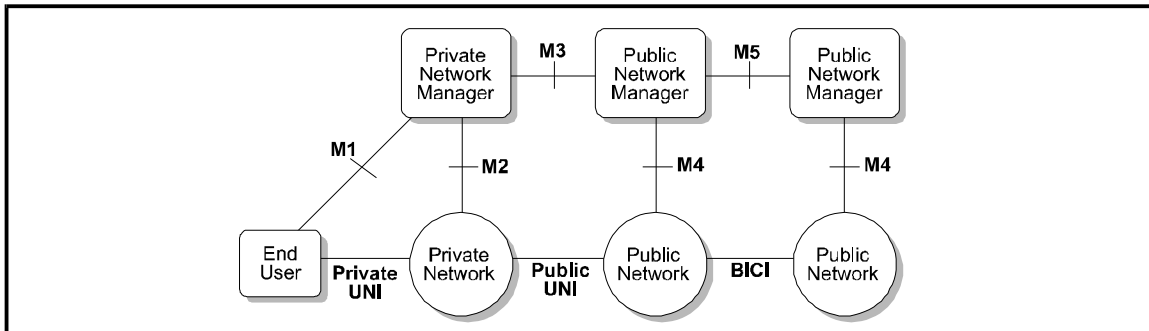 Private
Network
Manager
M3
Public
Network
Manager
M5
Public
Network
Manager
M1
M2
M4
M4
End
User
Private
UNI
Private
Network
Public
UNI
Public
Network
BICI
Public
Network